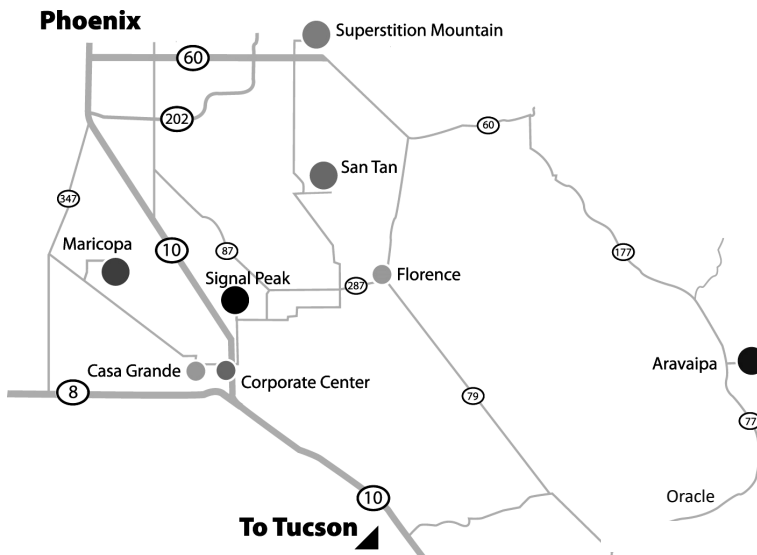 Phoenix
Superstition Mountain
60
202
60
San Tan
347
Maricopa
10
87
177
Signal Peak
Florence
287
Aravaipa
Casa Grande
Corporate Center
8
79
77
10
Oracle
To Tucson